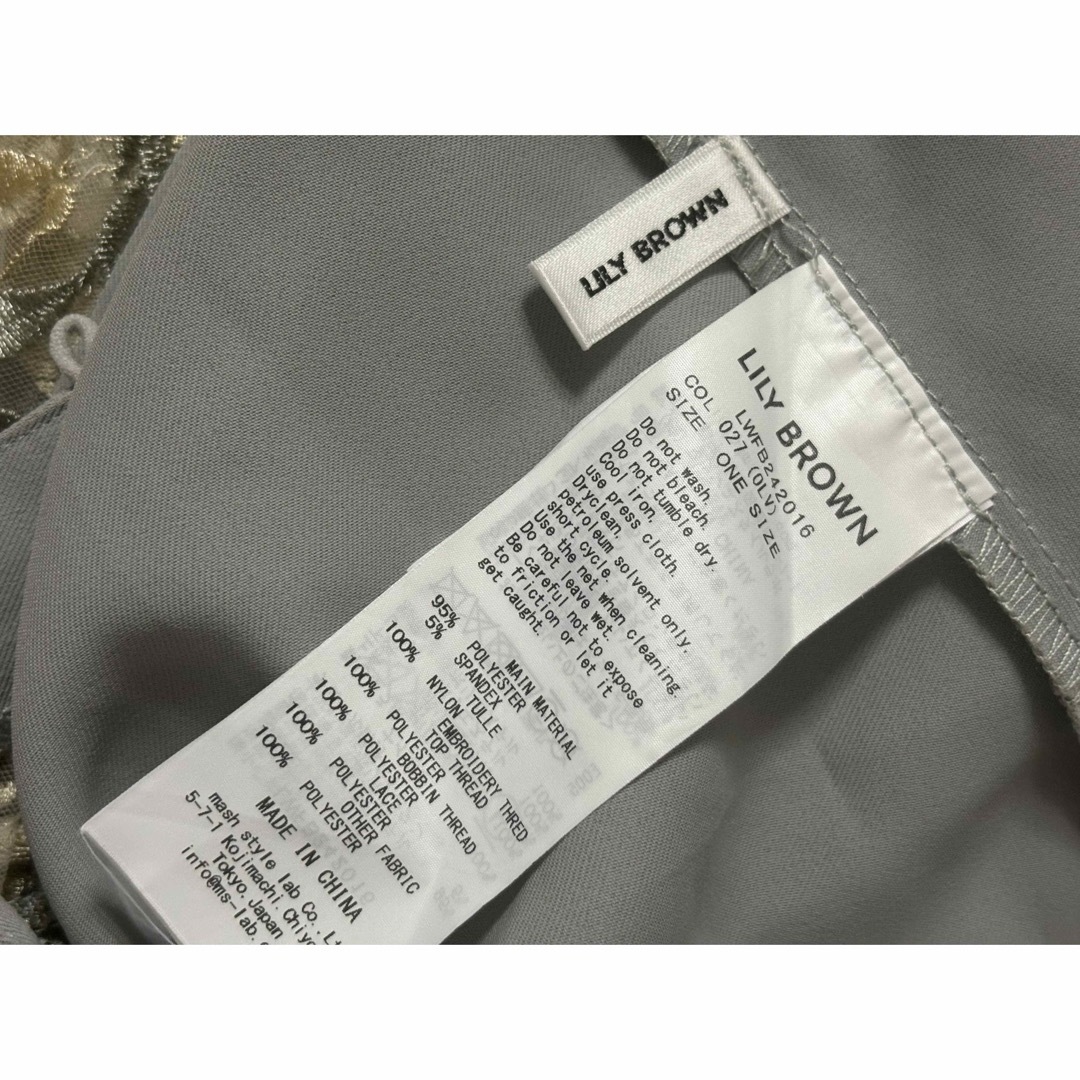 LILY BROWN
LILY BROWN
LWFB242016
COL 027 (OLV)
SIZE ONE SIZE
Do not wash.
Do not bleach.
Do not tumble dry.
Cool iron.
use press cloth.
Dryclean.
petroleum solvent only.
short cycle.
Use the net when cleaning.
Do not leave wet.
Be careful not to expose
to friction or let it
get caught.
MAIN MATERIAL
95% POLYESTER
5% SPANDEX
TULLE
100% NYLON
EMBROIDERY THRED
TOP THREAD
100% POLYESTER
BOBBIN THREAD
100% POLYESTER
LACE
100% POLYESTER
OTHER FABRIC
100% POLYESTER
MADE IN CHINA
mash style lab Co.,
5-7-1 Kojimachi.
Tokyo.Japan